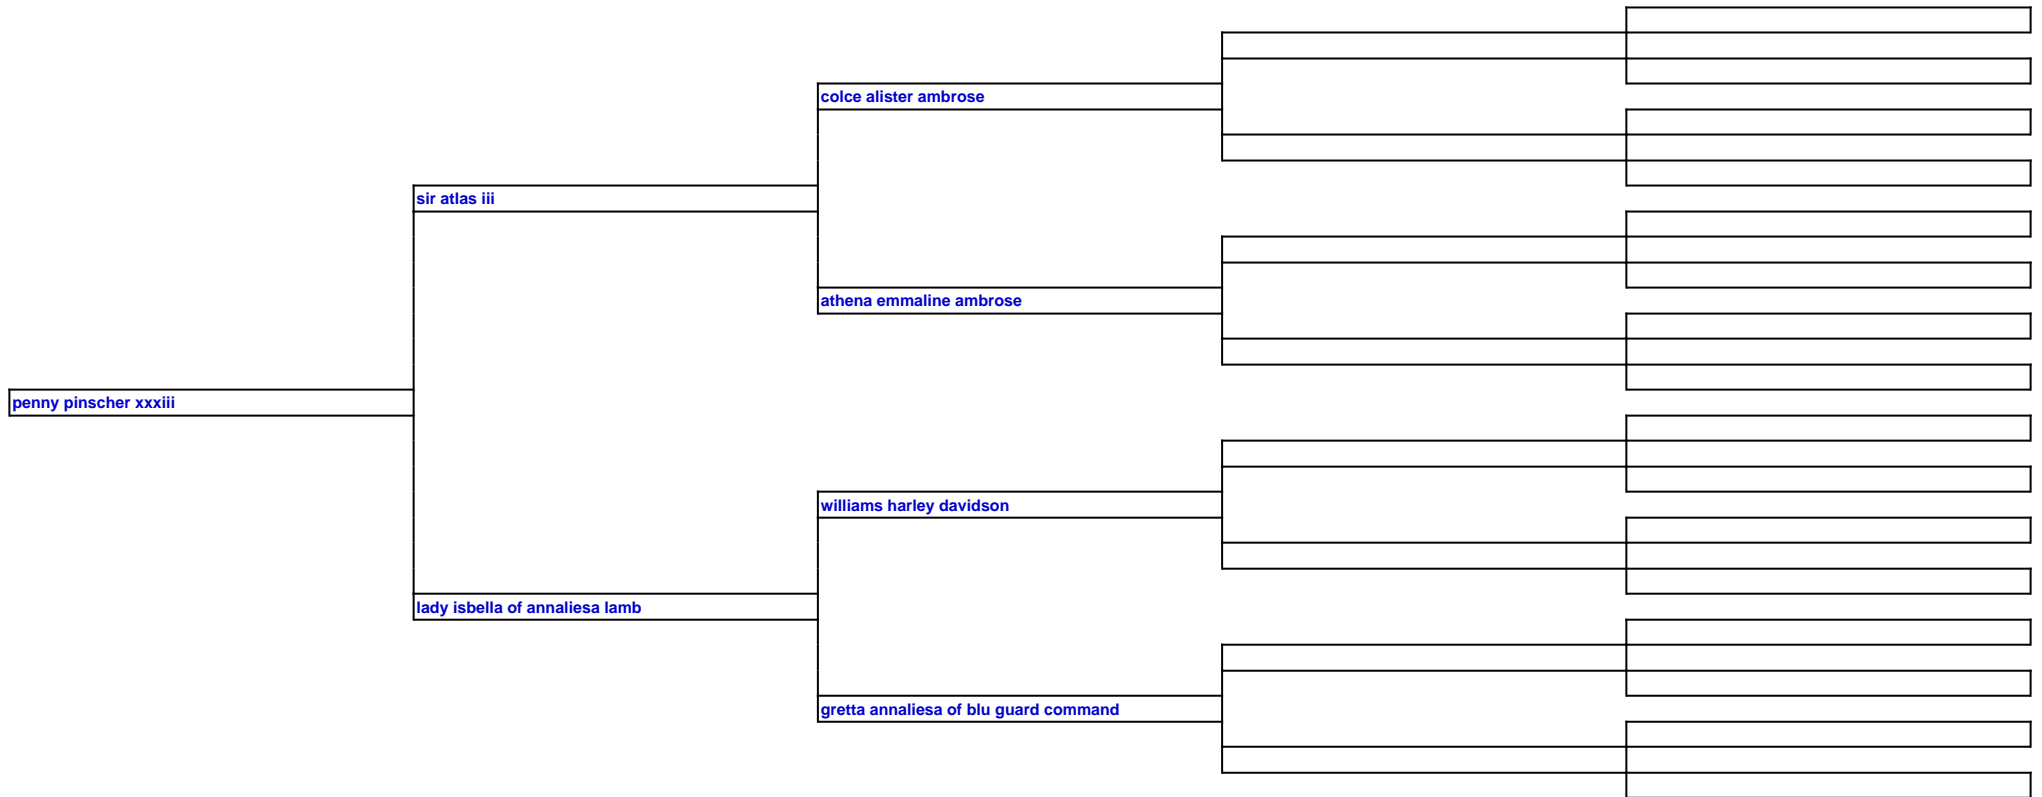 colce alister ambrose
sir atlas iii
athena emmaline ambrose
penny pinscher xxxiii
williams harley davidson
lady isbella of annaliesa lamb
gretta annaliesa of blu guard command